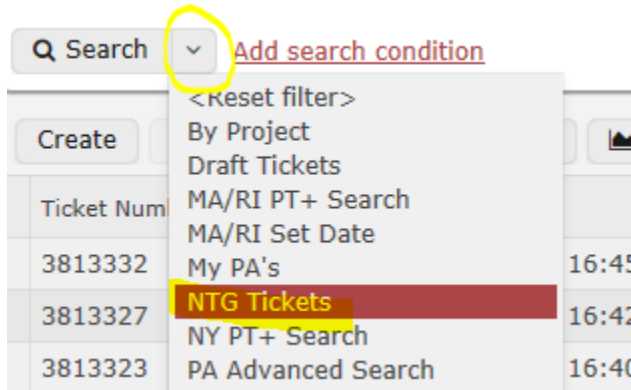 Search Add search condition
<Reset filter>
Create By Project
Draft Tickets
Ticket Num MA/RI PT+ Search
MA/RI Set Date
3813332 My PA's 16:45
NTG Tickets
3813327 16:42
NY PT+ Search
3813323 PA Advanced Search 16:40